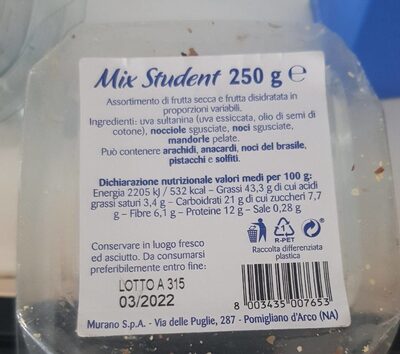 Mix Student 250 g ℮
Assortimento di frutta secca e frutta disidratata in
proporzioni variabili.
Ingredienti: uva sultanina (uva essiccata, olio di semi di
cotone), nocciole sgusciate, noci sgusciate,
mandorle pelate.
Può contenere arachidi, anacardi, noci del brasile,
pistacchi e solfiti.
Dichiarazione nutrizionale valori medi per 100 g:
Energia 2205 kJ / 532 kcal – Grassi 43,3 g di cui acidi
grassi saturi 3,4 g – Carboidrati 21 g di cui zuccheri 7,7
g – Fibre 6,1 g – Proteine 12 g – Sale 0,28 g
Conservare in luogo fresco
ed asciutto. Da consumarsi
preferibilmente entro fine:
LOTTO A 315
03/2022
1
R-PET
Raccolta differenziata
plastica
8 003435 007653
Murano S.p.A. - Via delle Puglie, 287 - Pomigliano d'Arco (NA)